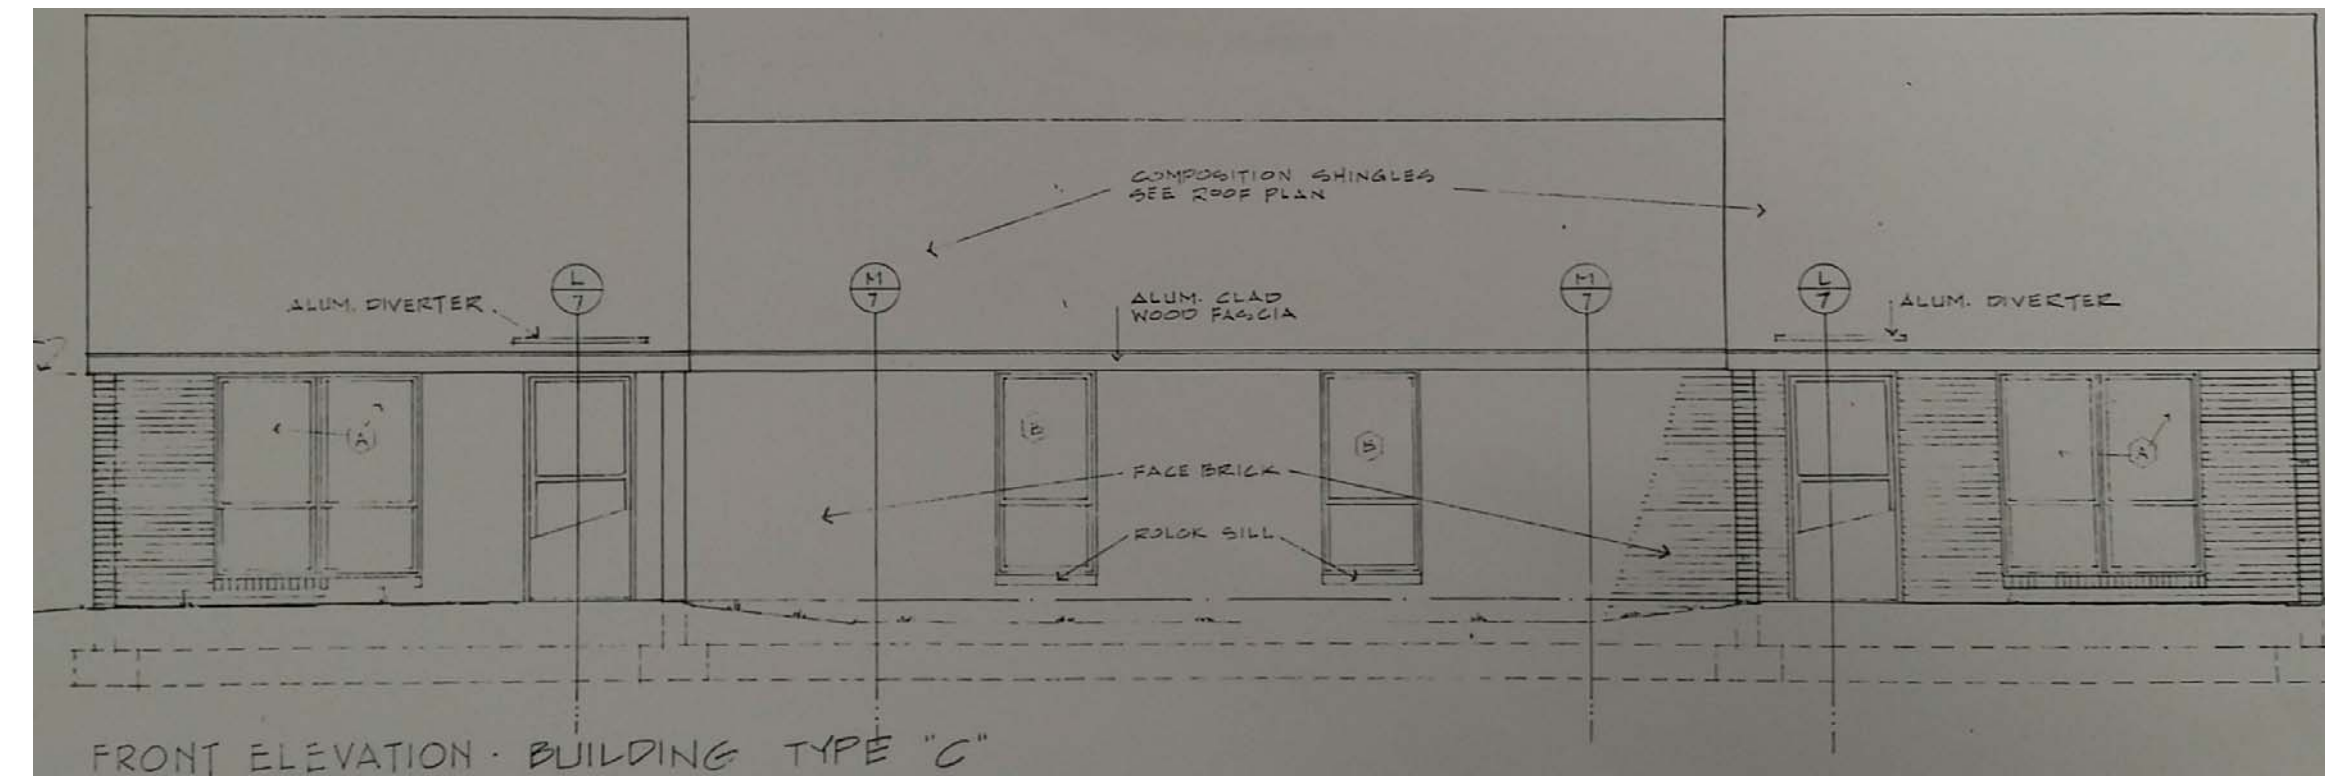 COMPOSITION SHINGLES
SEE ROOF PLAN
L
7
M
7
M
7
L
7
ALUM. DIVERTER
ALUM. CLAD
WOOD FASCIA
ALUM. DIVERTER
A
B
B
A
FACE BRICK
ROLOK SILL
FRONT ELEVATION · BUILDING TYPE "C"